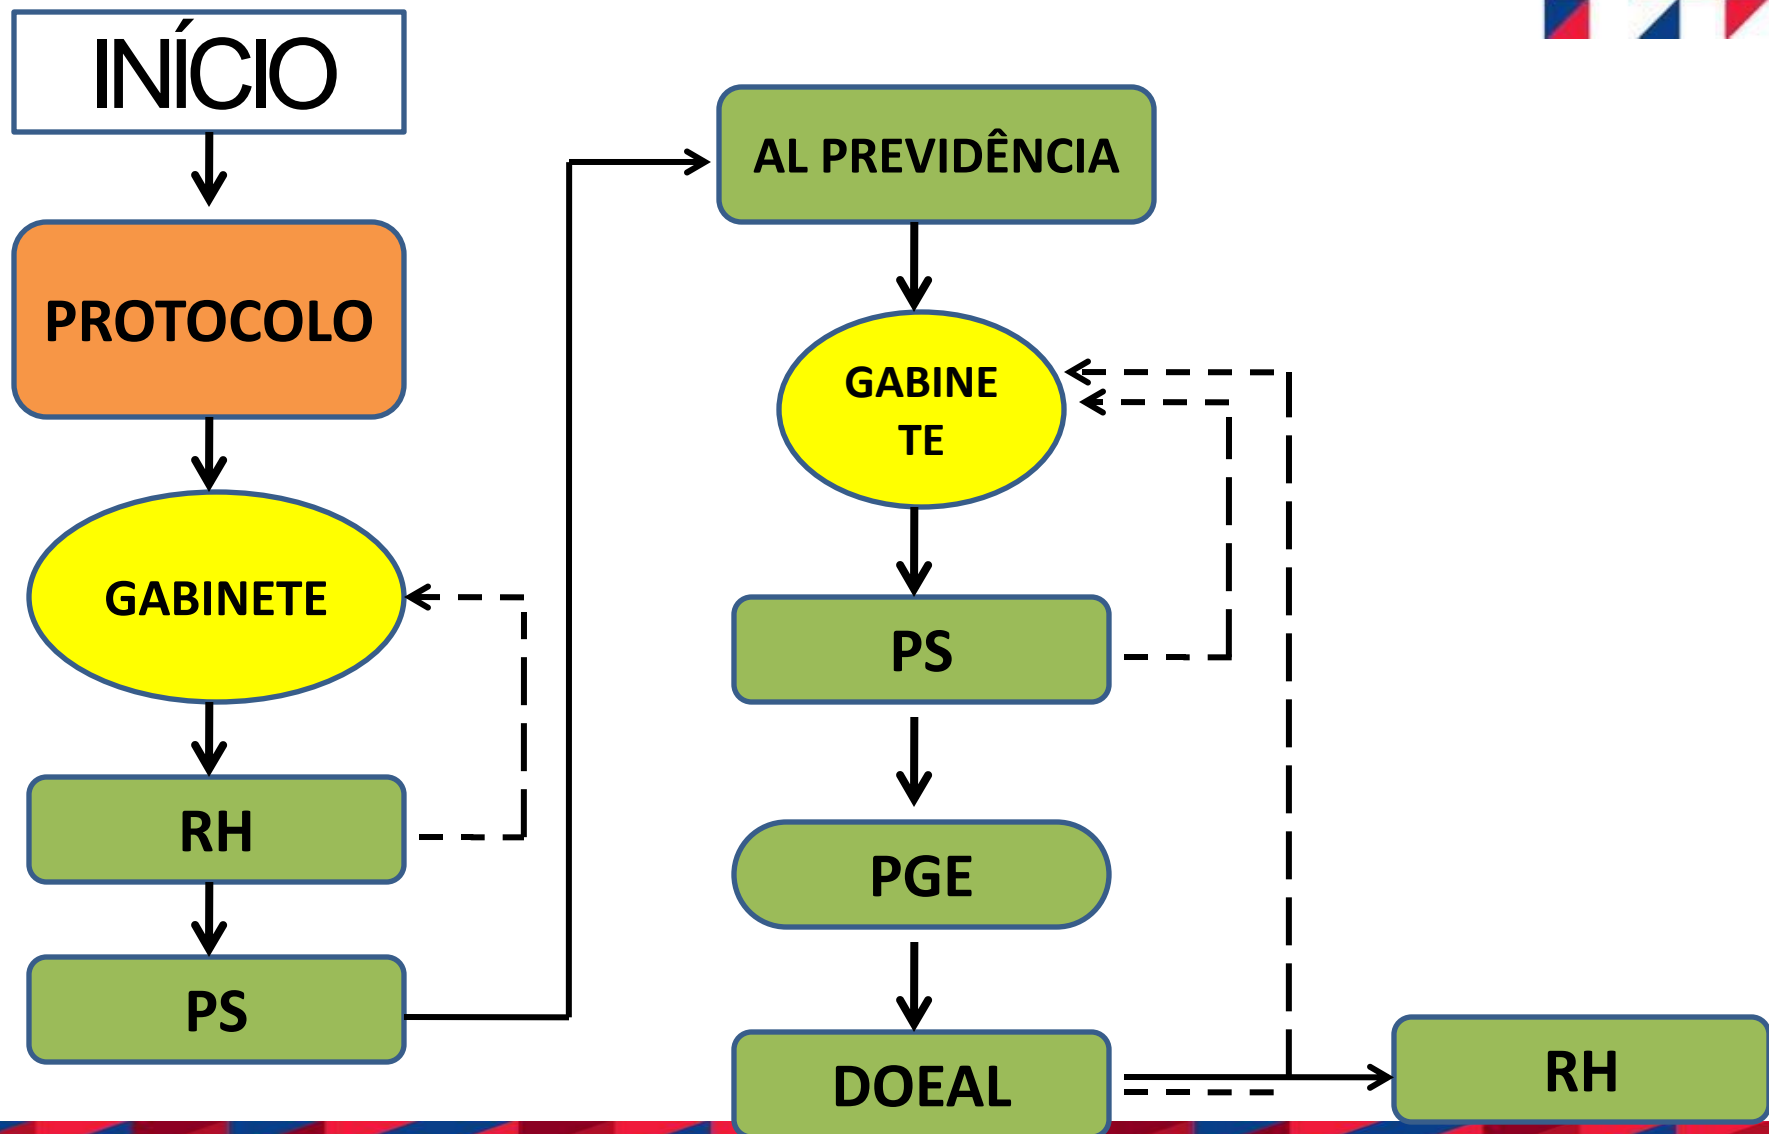 INÍCIO
PROTOCOLO
GABINETE
RH
PS
AL PREVIDÊNCIA
GABINE
TE
PS
PGE
DOEAL
RH